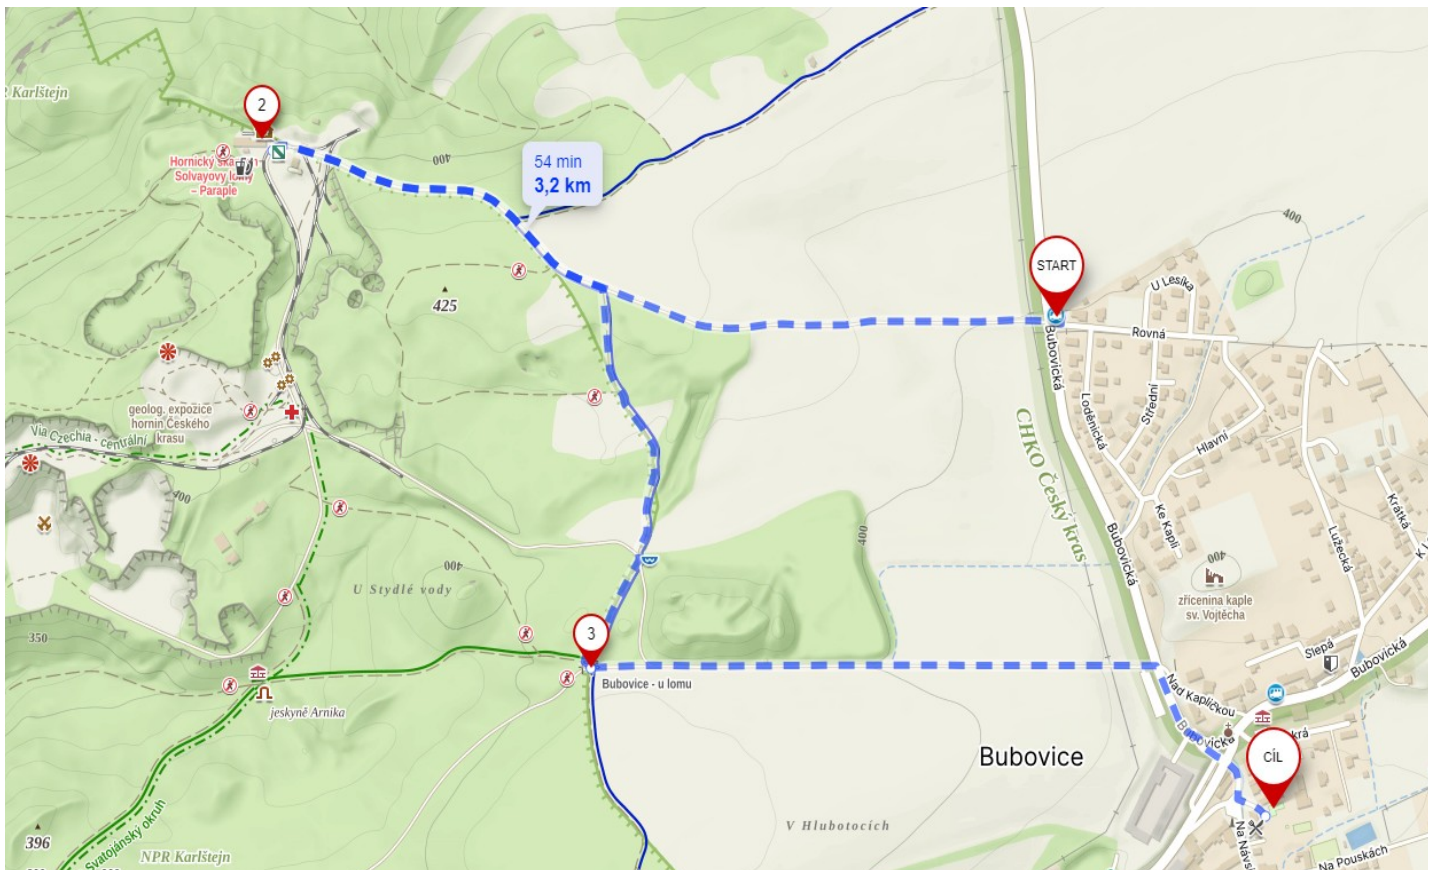 R Karlštejn
2
Hornický
Solvayovy lomy
– Paraple
400
54 min
3,2 km
400
START
U Lesíka
425
Rovná
Bubovická
Střední
Loděnická
Hlavní
geolog. expozice
hornin Českého
krasu
Via Czechia - centrální
CHKO Český kras
400
Ke Kapli
Krátká
Lužecká
Bubovická
400
400
400
zřícenina kaple
sv. Vojtěcha
U Stydlé vody
350
3
Slepá
Bubovická
Bubovice - u lomu
Nad Kapličkou
jeskyně Arnika
Bubovická
krá
Bubovice
CÍL
V Hlubotocích
396
Svatojánský okruh
NPR Karlštejn
Na Návsi
Na Pouskách